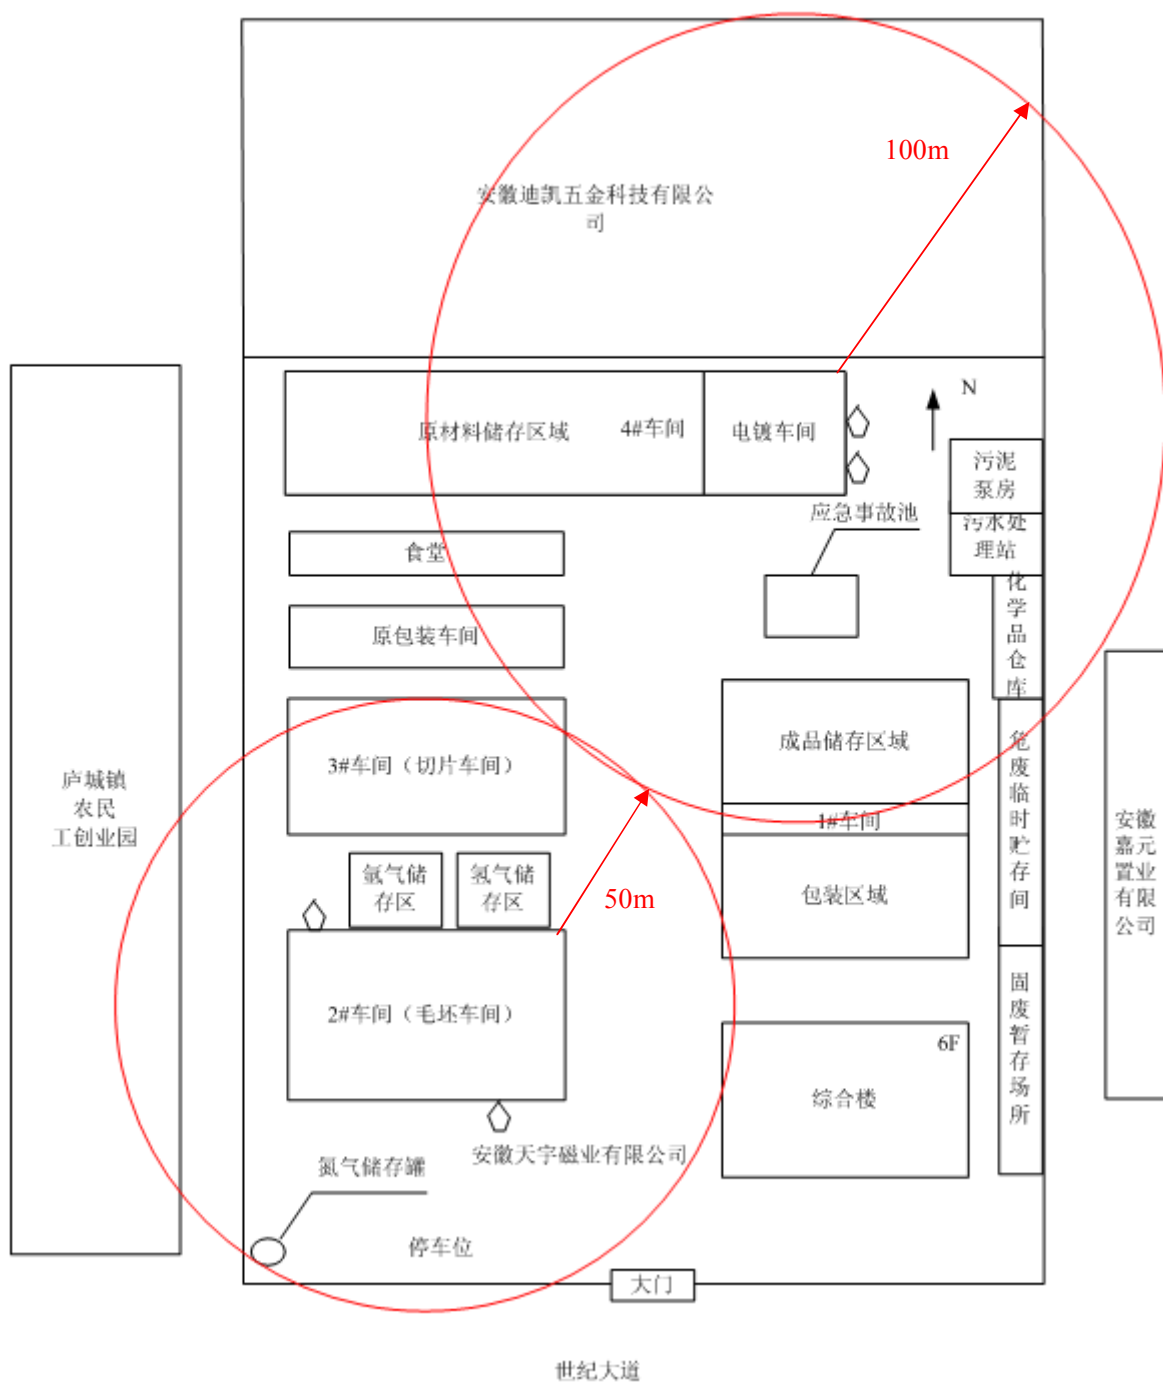 100m
安徽迪凯五金科技有限公
司
N
原材料储存区域
4#车间
电镀车间
污泥
泵房
应急事故池
污水处
理站
食堂
化
学
品
仓
库
原包装车间
成品储存区域
3#车间（切片车间）
危
废
临
时
贮
存
间
庐城镇
农民
工创业园
1#车间
安徽
嘉元
置业
有限
公司
氩气储
存区
氢气储
存区
50m
包装区域
2#车间（毛坯车间）
固
废
暂
存
场
所
6F
综合楼
安徽天宇磁业有限公司
氮气储存罐
停车位
大门
世纪大道